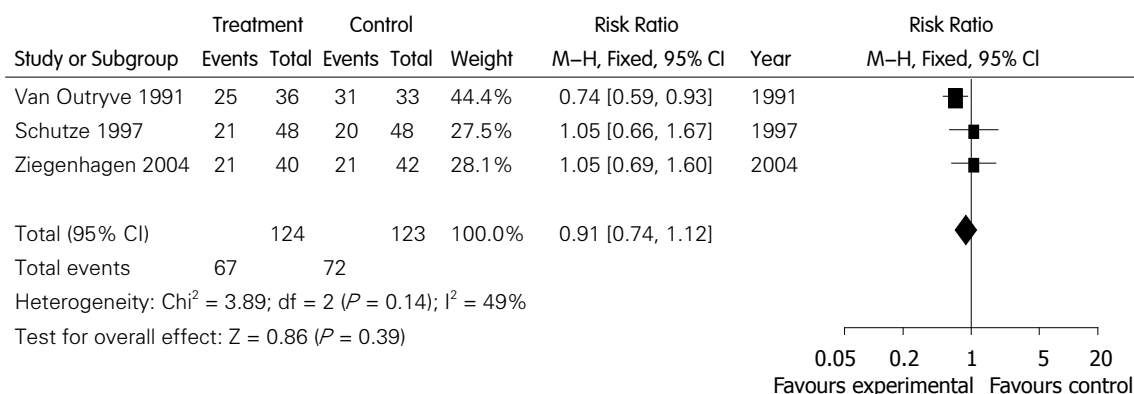 Treatment Control Risk Ratio Risk Ratio
Study or Subgroup Events Total Events Total Weight M–H, Fixed, 95% CI Year M–H, Fixed, 95% CI
Van Outryve 1991 25 36 31 33 44.4% 0.74 [0.59, 0.93] 1991
Schutze 1997 21 48 20 48 27.5% 1.05 [0.66, 1.67] 1997
Ziegenhagen 2004 21 40 21 42 28.1% 1.05 [0.69, 1.60] 2004
Total (95% CI) 124 123 100.0% 0.91 [0.74, 1.12]
Total events 67 72
Heterogeneity: Chi² = 3.89; df = 2 (P = 0.14); I² = 49%
Test for overall effect: Z = 0.86 (P = 0.39)
0.05 0.2 1 5 20
Favours experimental Favours control